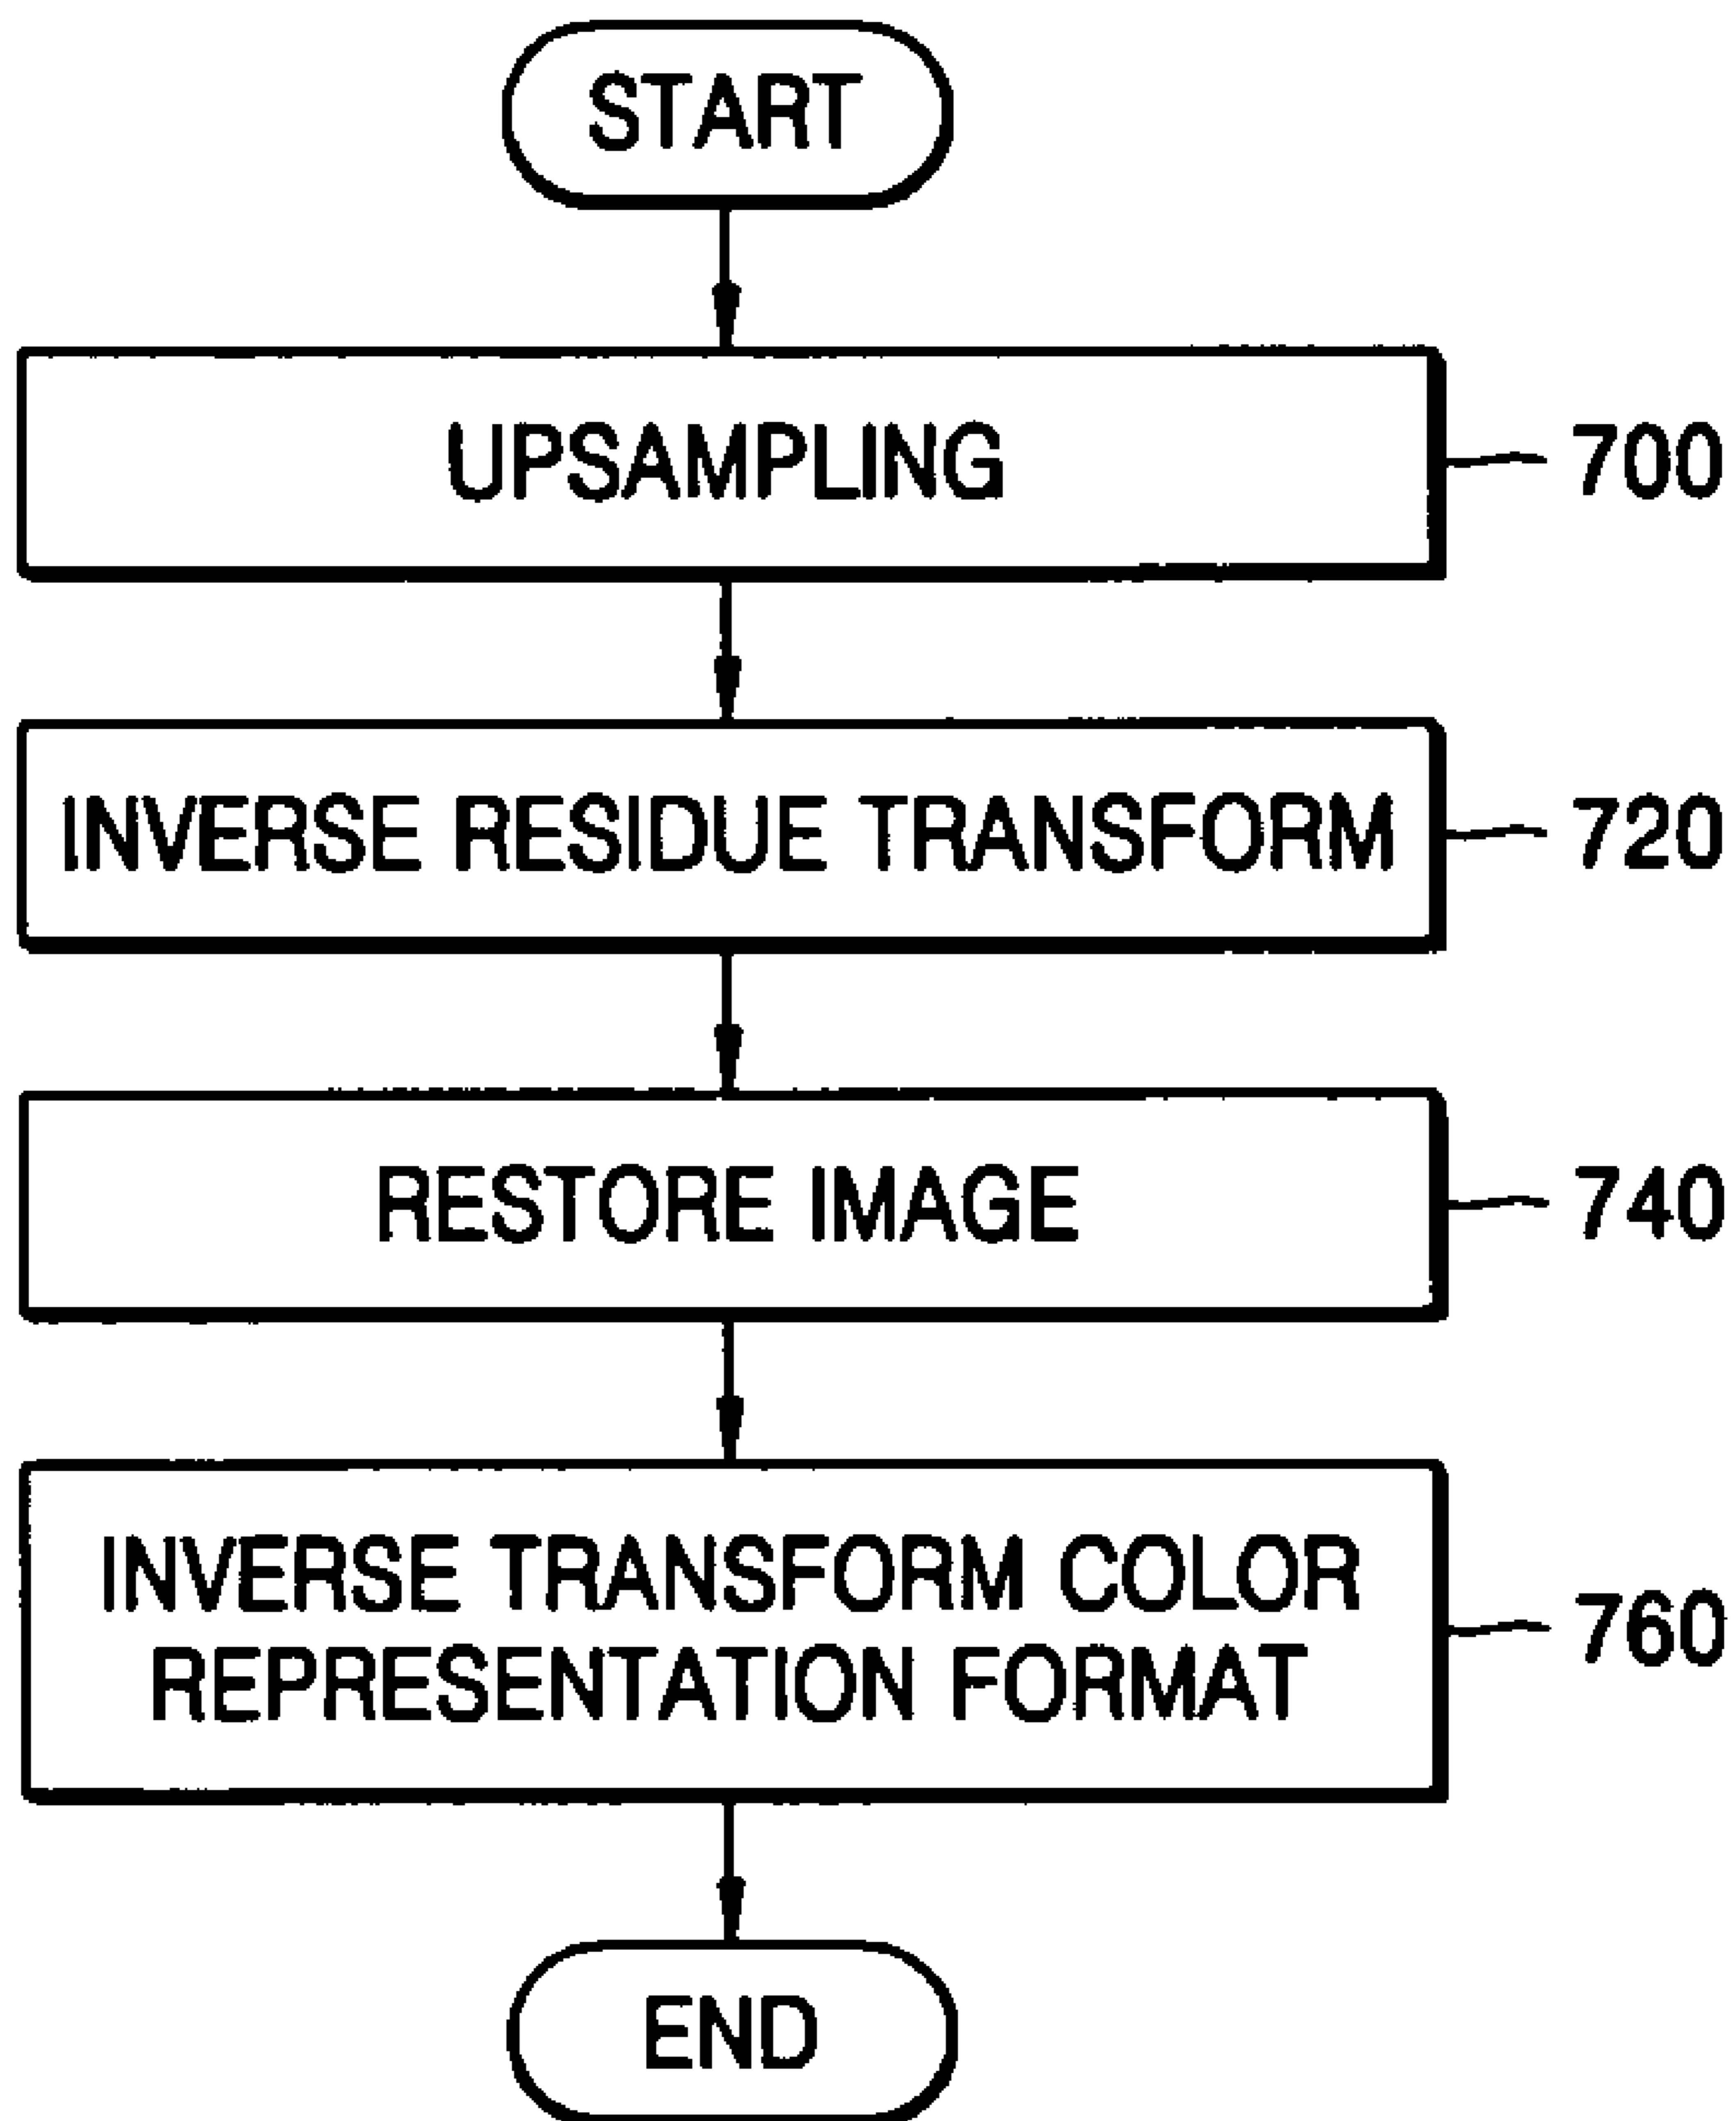 START
UPSAMPLING
700
INVERSE RESIDUE TRANSFORM
720
RESTORE IMAGE
740
INVERSE TRANSFORM COLOR
REPRESENTATION FORMAT
760
END